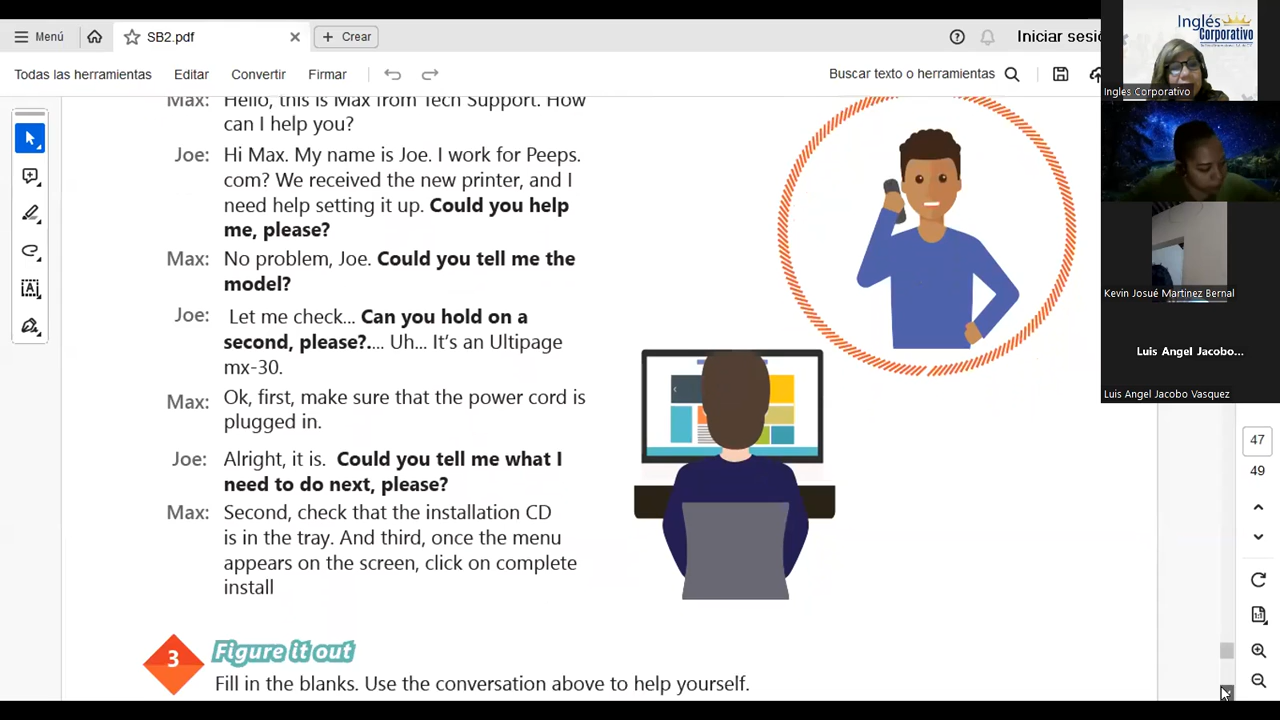 Menú
SB2.pdf
Crear
Iniciar sesi
Todas las herramientas
Editar
Convertir
Firmar
Buscar texto o herramientas
Max: Hello, this is Max from Tech Support. How
can I help you?
Joe: Hi Max. My name is Joe. I work for Peeps.
com? We received the new printer, and I
need help setting it up. Could you help
me, please?
Max: No problem, Joe. Could you tell me the
model?
Joe: Let me check... Can you hold on a
second, please?.... Uh... It's an Ultipage
mx-30.
Max: Ok, first, make sure that the power cord is
plugged in.
Joe: Alright, it is. Could you tell me what I
need to do next, please?
Max: Second, check that the installation CD
is in the tray. And third, once the menu
appears on the screen, click on complete
install
3 Figure it out
Fill in the blanks. Use the conversation above to help yourself.
Inglés
Corporativo
Ingles Corporativo
Kevin Josué Martinez Bernal
Luis Angel Jacobo...
Luis Angel Jacobo Vasquez
47
49